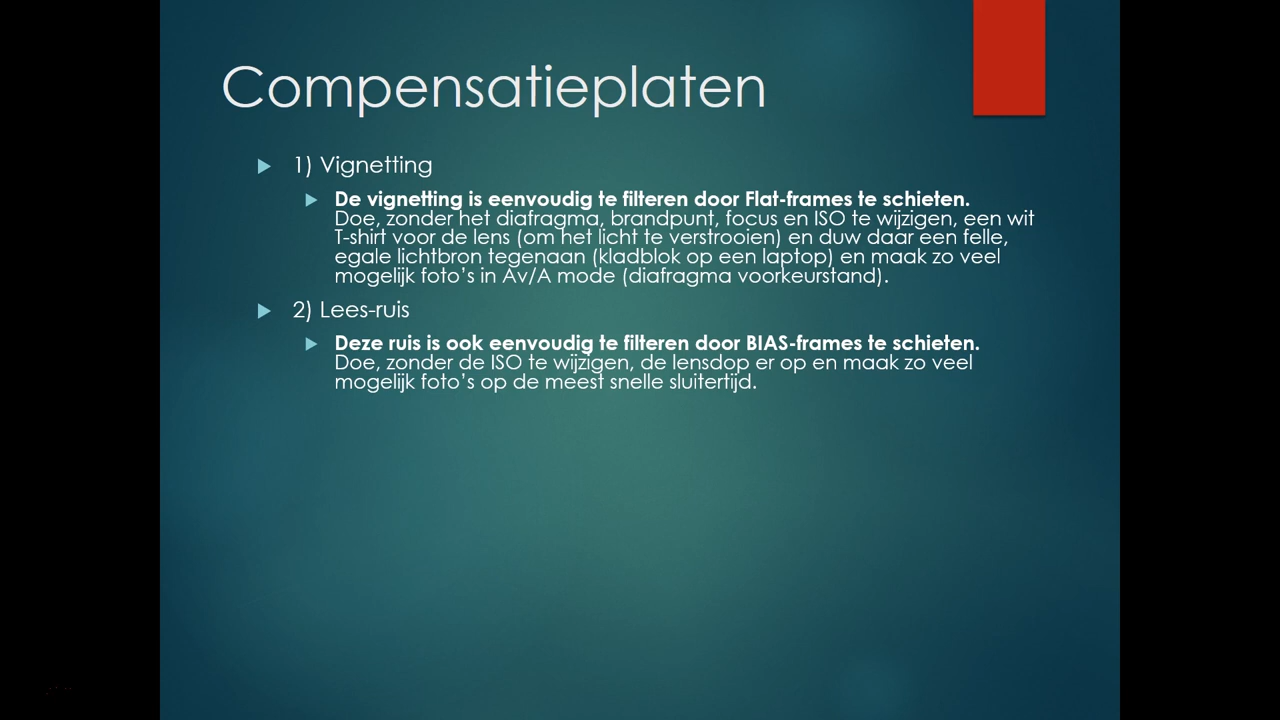 Compensatieplaten
1) Vignetting
De vignetting is eenvoudig te filteren door Flat-frames te schieten.
Doe, zonder het diafragma, brandpunt, focus en ISO te wijzigen, een wit
T-shirt voor de lens (om het licht te verstrooien) en duw daar een felle,
egale lichtbron tegenaan (kladblok op een laptop) en maak zo veel
mogelijk foto's in Av/A mode (diafragma voorkeurstand).
2) Lees-ruis
Deze ruis is ook eenvoudig te filteren door BIAS-frames te schieten.
Doe, zonder de ISO te wijzigen, de lensdop er op en maak zo veel
mogelijk foto's op de meest snelle sluitertijd.